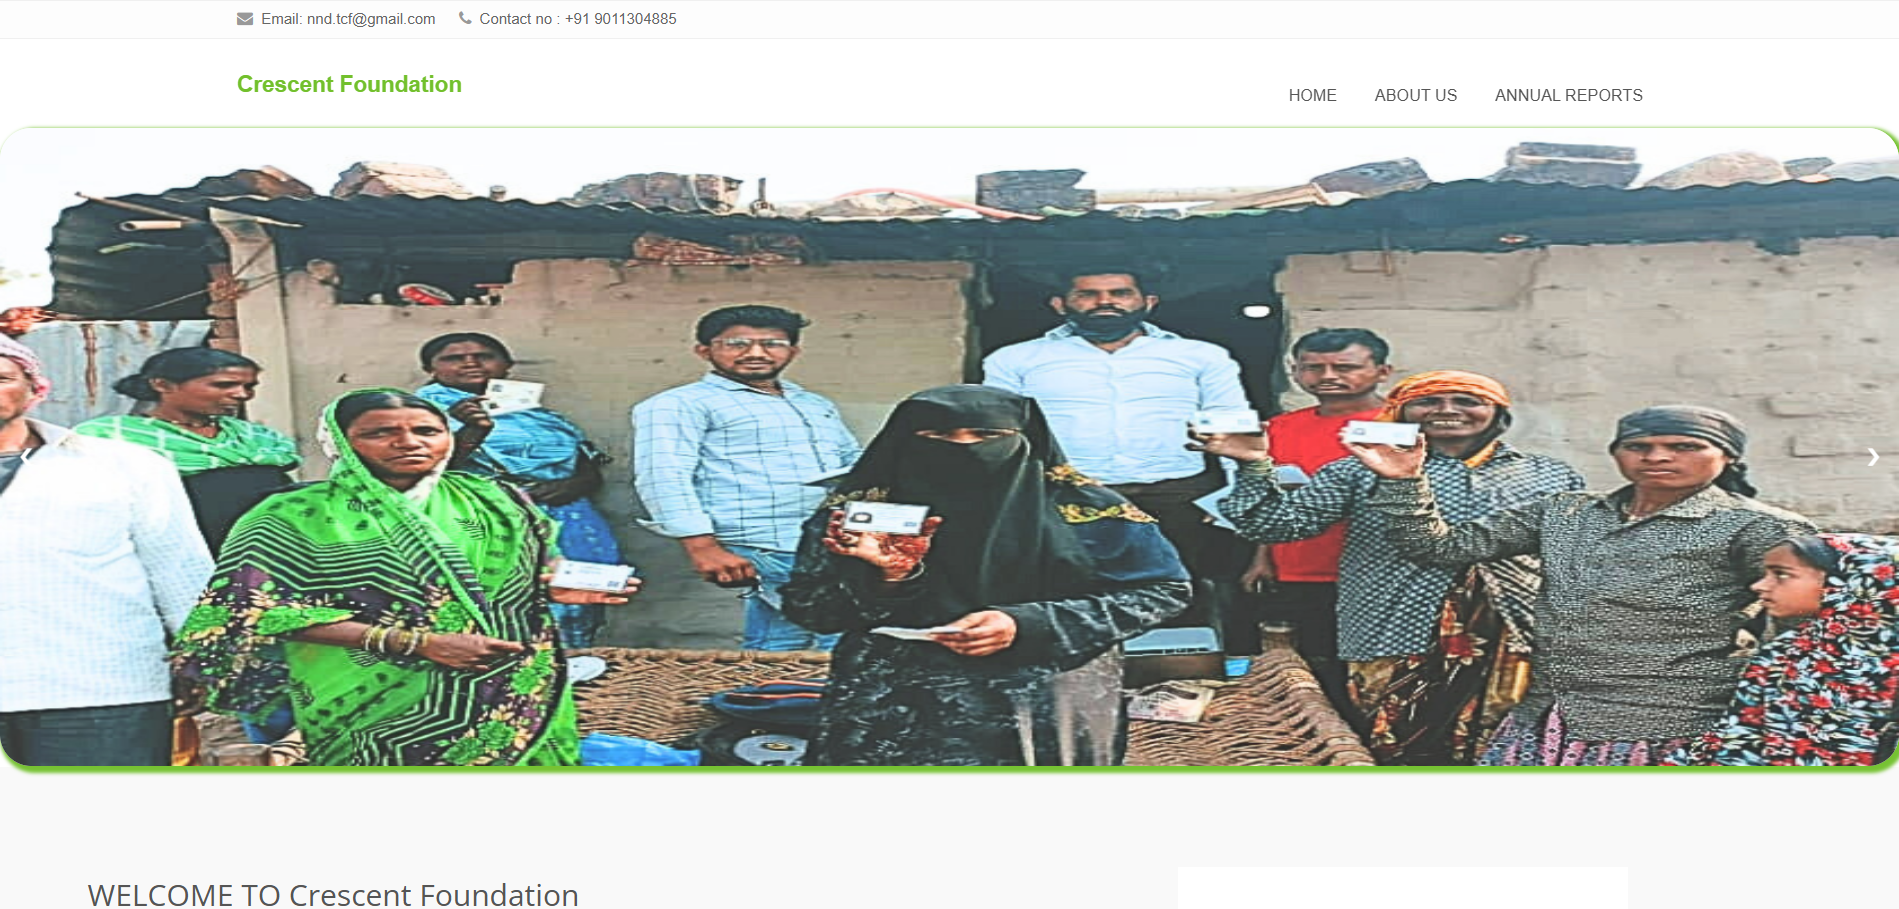 Email: nnd.tcf@gmail.com Contact no : +91 9011304885
Crescent Foundation
HOME ABOUT US ANNUAL REPORTS
WELCOME TO Crescent Foundation